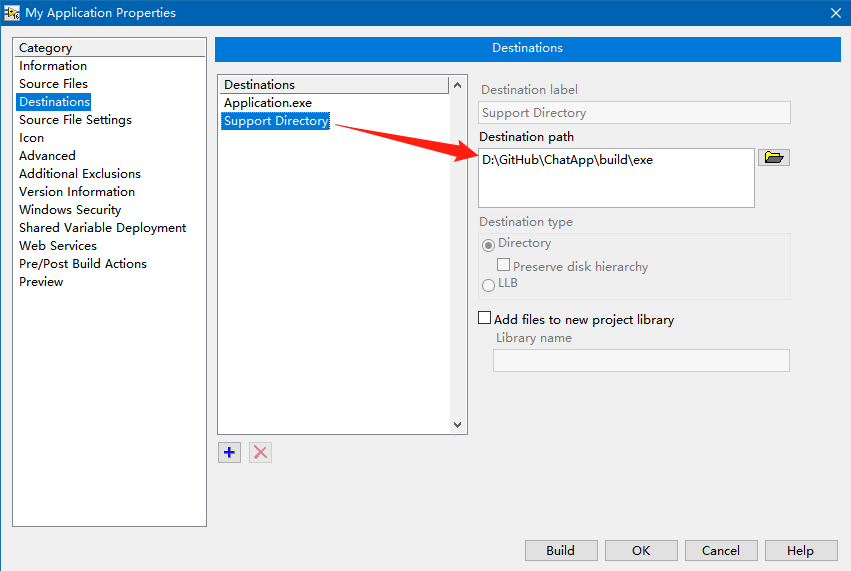 My Application Properties
Category
Information
Source Files
Destinations
Source File Settings
Icon
Advanced
Additional Exclusions
Version Information
Windows Security
Shared Variable Deployment
Web Services
Pre/Post Build Actions
Preview
Destinations
Destinations
Application.exe
Support Directory
Destination label
Support Directory
Destination path
D:\GitHub\ChatApp\build\exe
Destination type
Directory
Preserve disk hierarchy
LLB
Add files to new project library
Library name
Build
OK
Cancel
Help